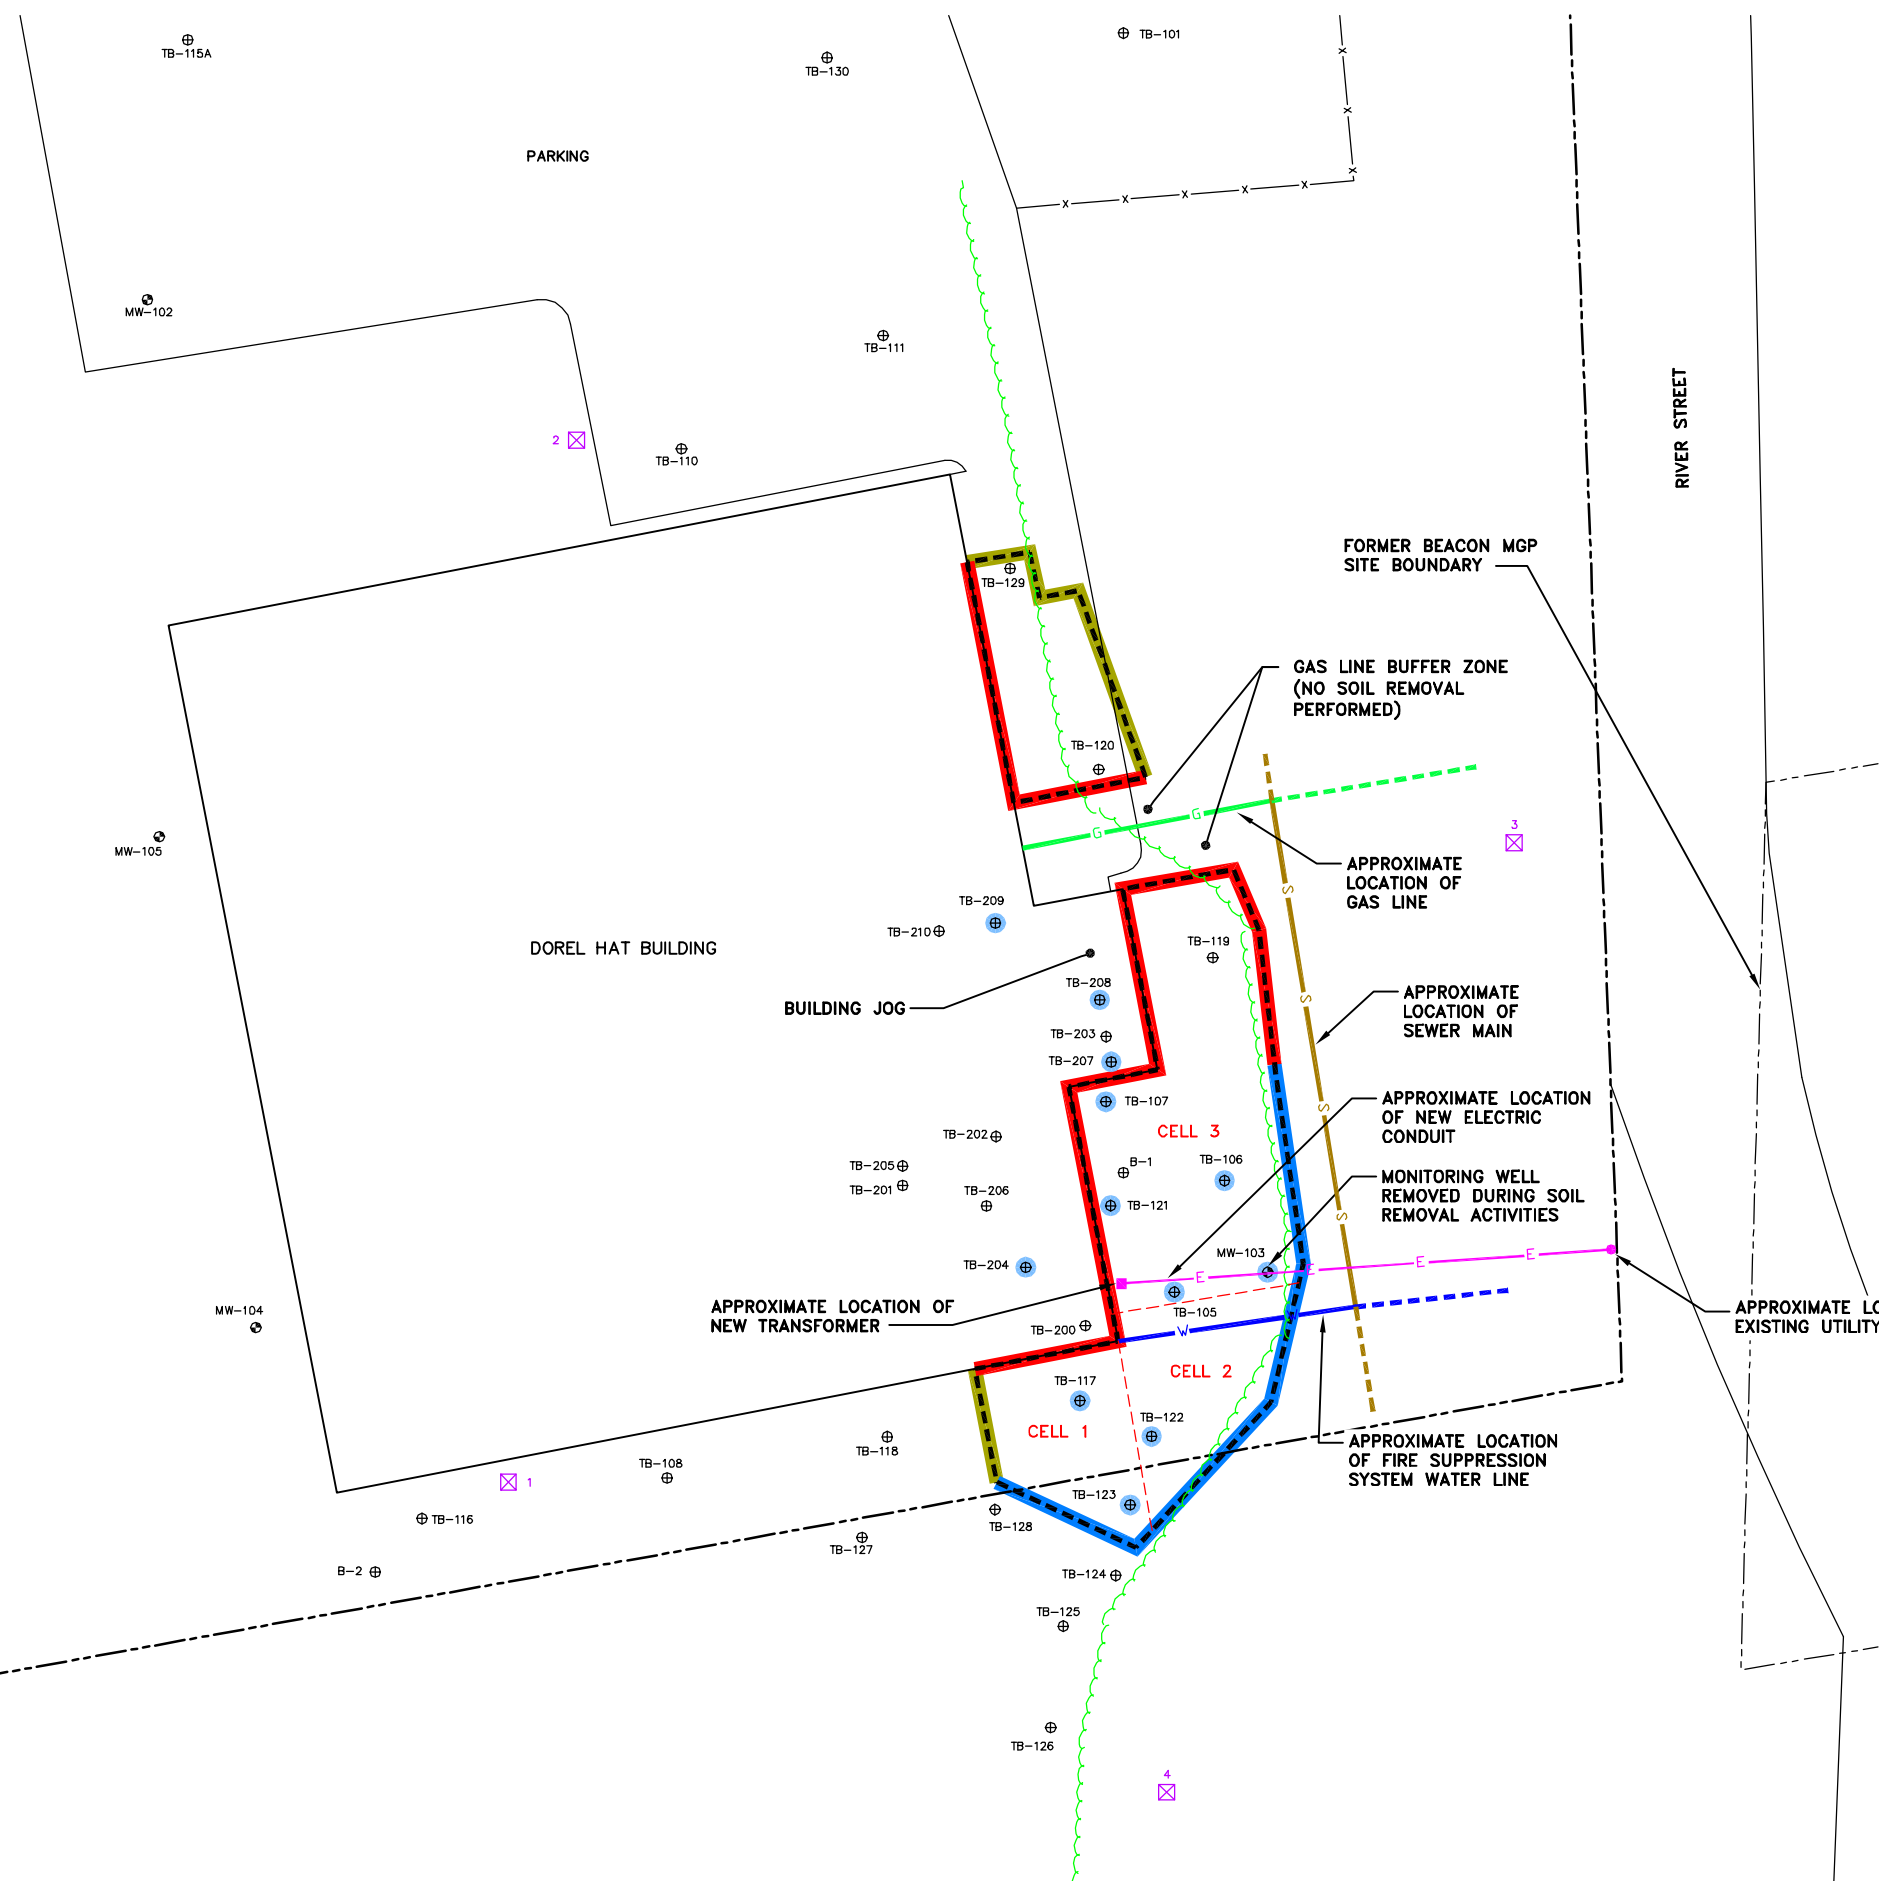 TB-115A
TB-130
TB-101
X
X
X
PARKING
X X X X X
MW-102
TB-111
2
TB-110
RIVER STREET
FORMER BEACON MGP
SITE BOUNDARY
TB-129
GAS LINE BUFFER ZONE
(NO SOIL REMOVAL
PERFORMED)
TB-120
G G
3
MW-105
APPROXIMATE
LOCATION OF
GAS LINE
S
TB-209
TB-210
DOREL HAT BUILDING
TB-119
TB-208
BUILDING JOG
S
APPROXIMATE
LOCATION OF
SEWER MAIN
TB-203
TB-207
TB-107
S
APPROXIMATE LOCATION
OF NEW ELECTRIC
CONDUIT
CELL 3
TB-202
TB-205
TB-201
TB-206
B-1
TB-106
TB-121
S
MONITORING WELL
REMOVED DURING SOIL
REMOVAL ACTIVITIES
MW-103
TB-204
E E E E
TB-105
MW-104
APPROXIMATE LOCATION OF
NEW TRANSFORMER
TB-200
W
APPROXIMATE LO
EXISTING UTILITY
CELL 2
TB-117
CELL 1
TB-122
TB-118
APPROXIMATE LOCATION
OF FIRE SUPPRESSION
SYSTEM WATER LINE
TB-108
1
TB-123
TB-116
TB-128
TB-127
B-2
TB-124
TB-125
TB-126
4